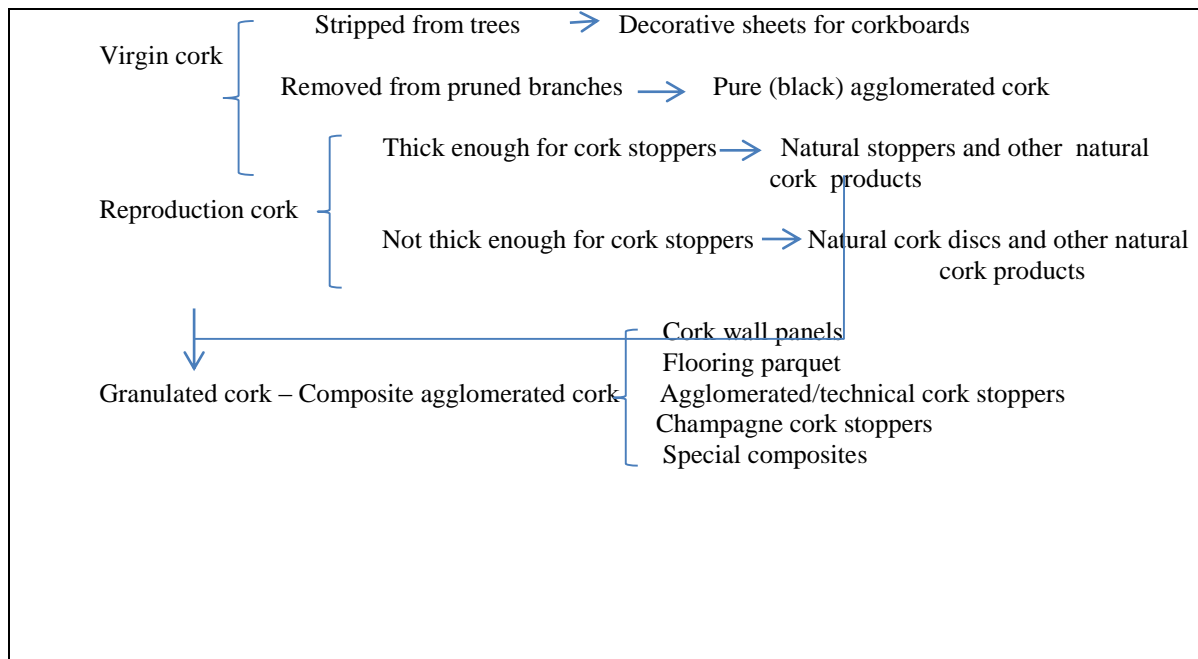 Stripped from trees Decorative sheets for corkboards
Virgin cork
Removed from pruned branches Pure (black) agglomerated cork
Thick enough for cork stoppers Natural stoppers and other natural
cork products
Reproduction cork
Not thick enough for cork stoppers Natural cork discs and other natural
cork products
Cork wall panels
Flooring parquet
Granulated cork – Composite agglomerated cork Agglomerated/technical cork stoppers
Champagne cork stoppers
Special composites